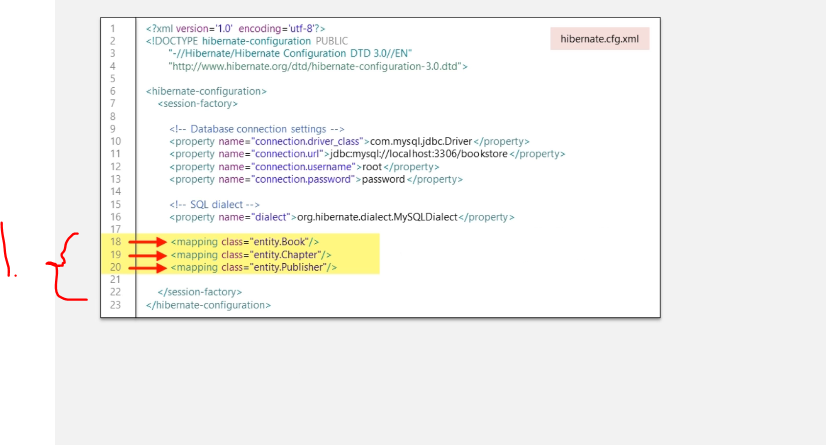 hibernate.cfg.xml
1 <?xml version='1.0' encoding='utf-8'?>
2 <!DOCTYPE hibernate-configuration PUBLIC
3 "-//Hibernate/Hibernate Configuration DTD 3.0//EN"
4 "http://www.hibernate.org/dtd/hibernate-configuration-3.0.dtd">
5
6 <hibernate-configuration>
7 <session-factory>
8
9 <!-- Database connection settings -->
10 <property name="connection.driver_class">com.mysql.jdbc.Driver</property>
11 <property name="connection.url">jdbc:mysql://localhost:3306/bookstore</property>
12 <property name="connection.username">root</property>
13 <property name="connection.password">password</property>
14
15 <!-- SQL dialect -->
16 <property name="dialect">org.hibernate.dialect.MySQLDialect</property>
17
1.
18 <mapping class="entity.Book"/>
19 <mapping class="entity.Chapter"/>
20 <mapping class="entity.Publisher"/>
21
22 </session-factory>
23 </hibernate-configuration>